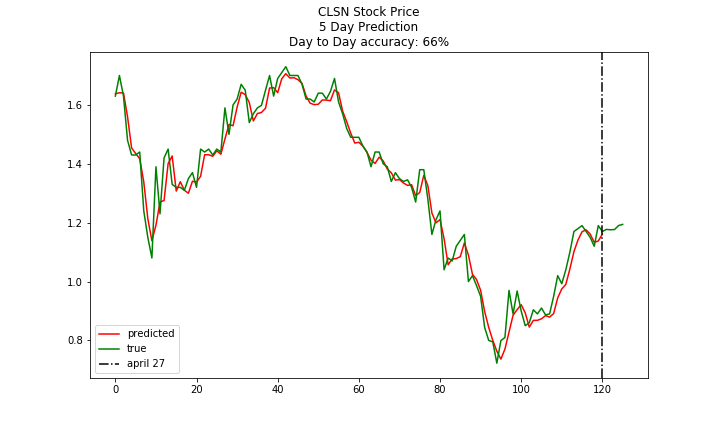 CLSN Stock Price
5 Day Prediction
Day to Day accuracy: 66%
1.6
1.4
1.2
1.0
0.8
predicted
true
april 27
0 20 40 60 80 100 120